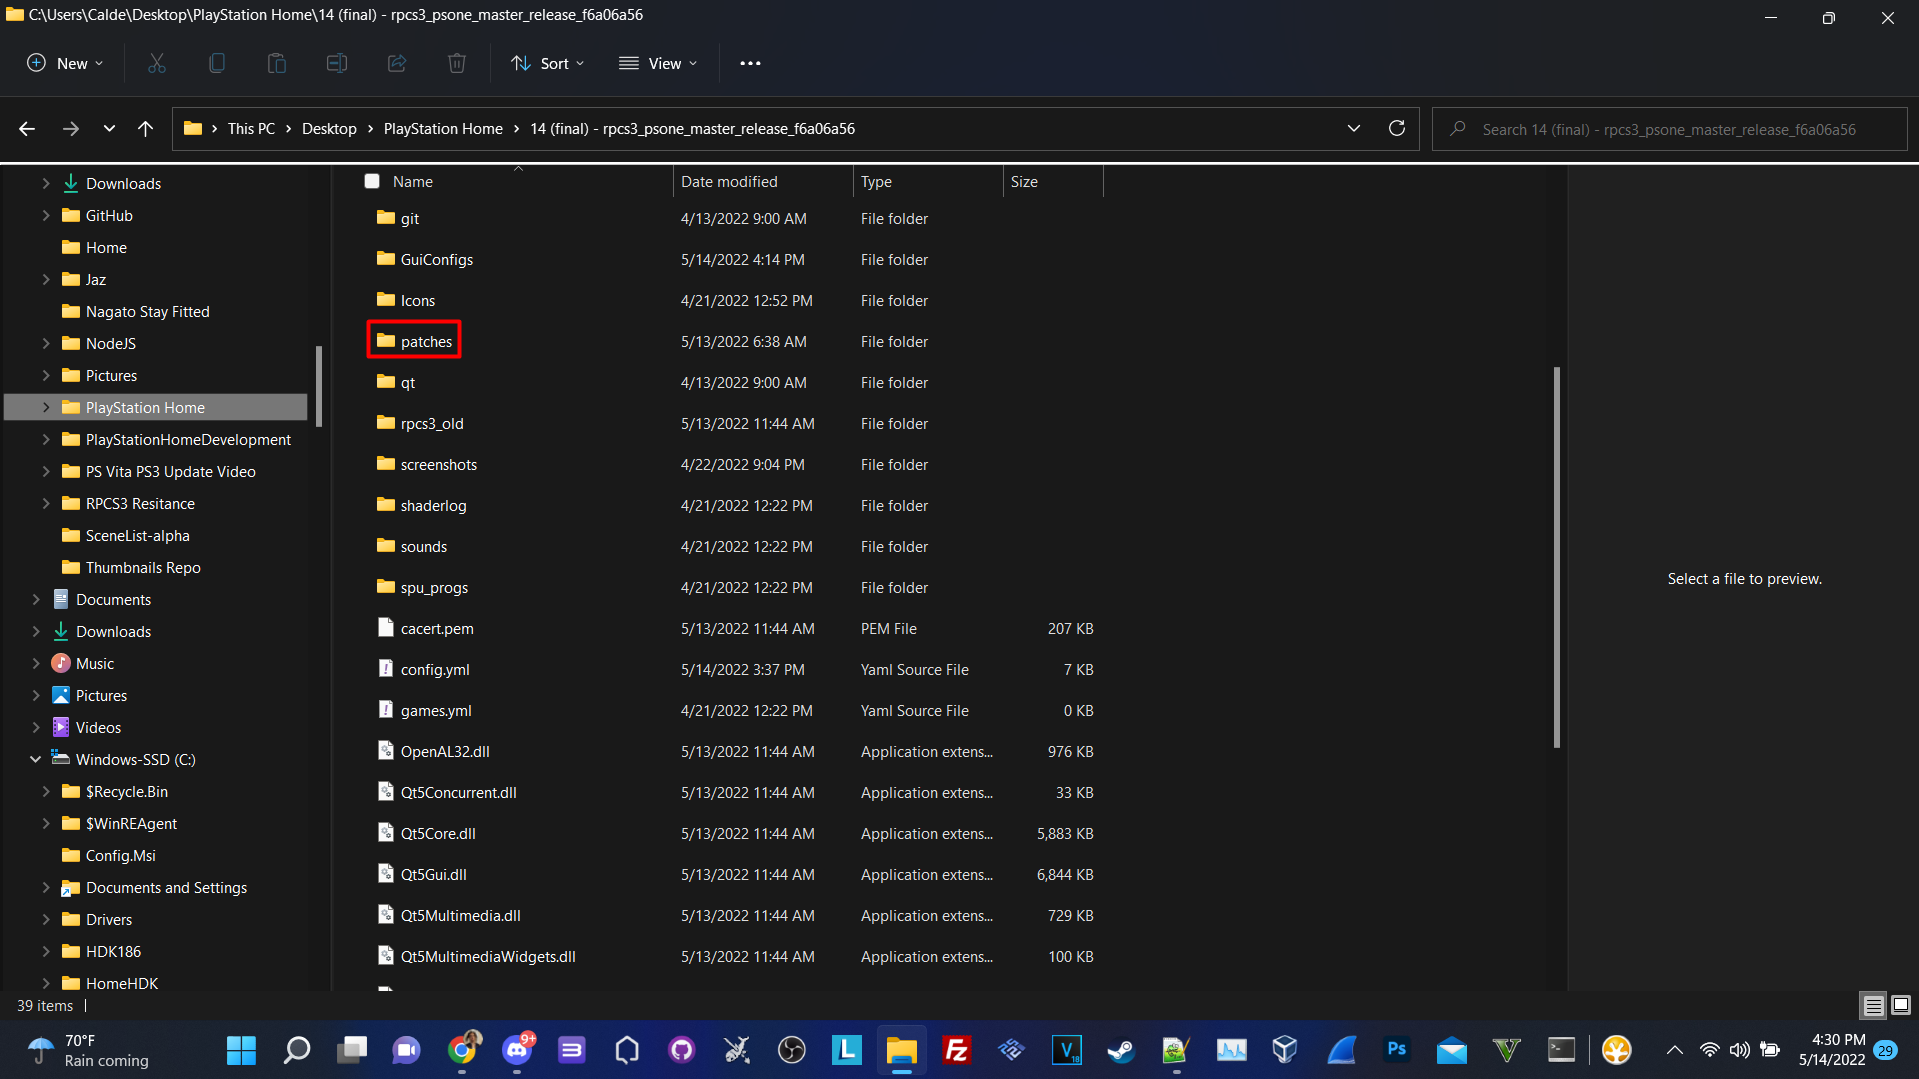 C:\Users\Calde\Desktop\PlayStation Home\14 (final) - rpcs3_psone_master_release_f6a06a56
New
Sort
View
This PC > Desktop > PlayStation Home > 14 (final) - rpcs3_psone_master_release_f6a06a56
Search 14 (final) - rpcs3_psone_master_release_f6a06a56
Downloads
GitHub
Home
Jaz
Nagato Stay Fitted
NodeJS
Pictures
PlayStation Home
PlayStationHomeDevelopment
PS Vita PS3 Update Video
RPCS3 Resitance
SceneList-alpha
Thumbnails Repo
Documents
Downloads
Music
Pictures
Videos
Windows-SSD (C:)
$Recycle.Bin
$WinREAgent
Config.Msi
Documents and Settings
Drivers
HDK186
HomeHDK
Name Date modified Type Size
git 4/13/2022 9:00 AM File folder
GuiConfigs 5/14/2022 4:14 PM File folder
Icons 4/21/2022 12:52 PM File folder
patches 5/13/2022 6:38 AM File folder
qt 4/13/2022 9:00 AM File folder
rpcs3_old 5/13/2022 11:44 AM File folder
screenshots 4/22/2022 9:04 PM File folder
shaderlog 4/21/2022 12:22 PM File folder
sounds 4/21/2022 12:22 PM File folder
spu_progs 4/21/2022 12:22 PM File folder
cacert.pem 5/13/2022 11:44 AM PEM File 207 KB
config.yml 5/14/2022 3:37 PM Yaml Source File 7 KB
games.yml 4/21/2022 12:22 PM Yaml Source File 0 KB
OpenAL32.dll 5/13/2022 11:44 AM Application extens... 976 KB
Qt5Concurrent.dll 5/13/2022 11:44 AM Application extens... 33 KB
Qt5Core.dll 5/13/2022 11:44 AM Application extens... 5,883 KB
Qt5Gui.dll 5/13/2022 11:44 AM Application extens... 6,844 KB
Qt5Multimedia.dll 5/13/2022 11:44 AM Application extens... 729 KB
Qt5MultimediaWidgets.dll 5/13/2022 11:44 AM Application extens... 100 KB
Select a file to preview.
39 items
70°F
Rain coming
9+
L
Fz
V
18
Ps
4:30 PM
5/14/2022
29